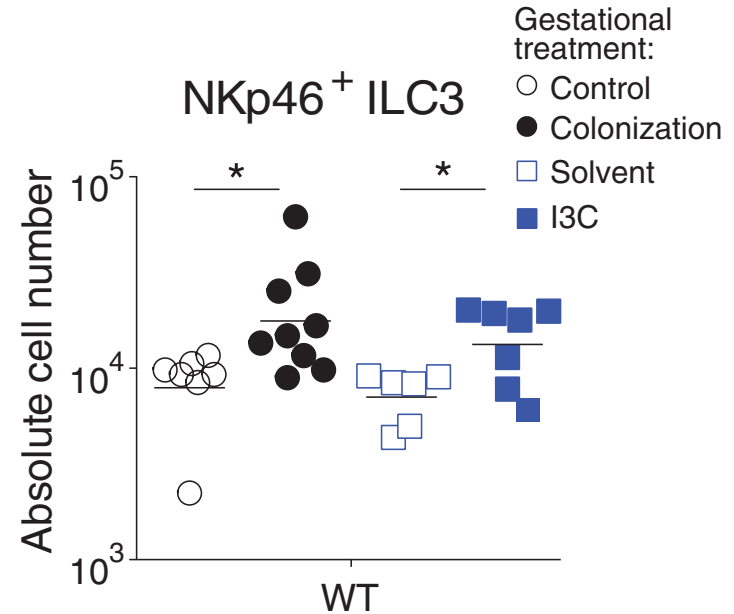 Gestational
treatment:
Control
Colonization
Solvent
I3C
NKp46⁺ ILC3
* *
Absolute cell number
10⁵
10⁴
10³
WT